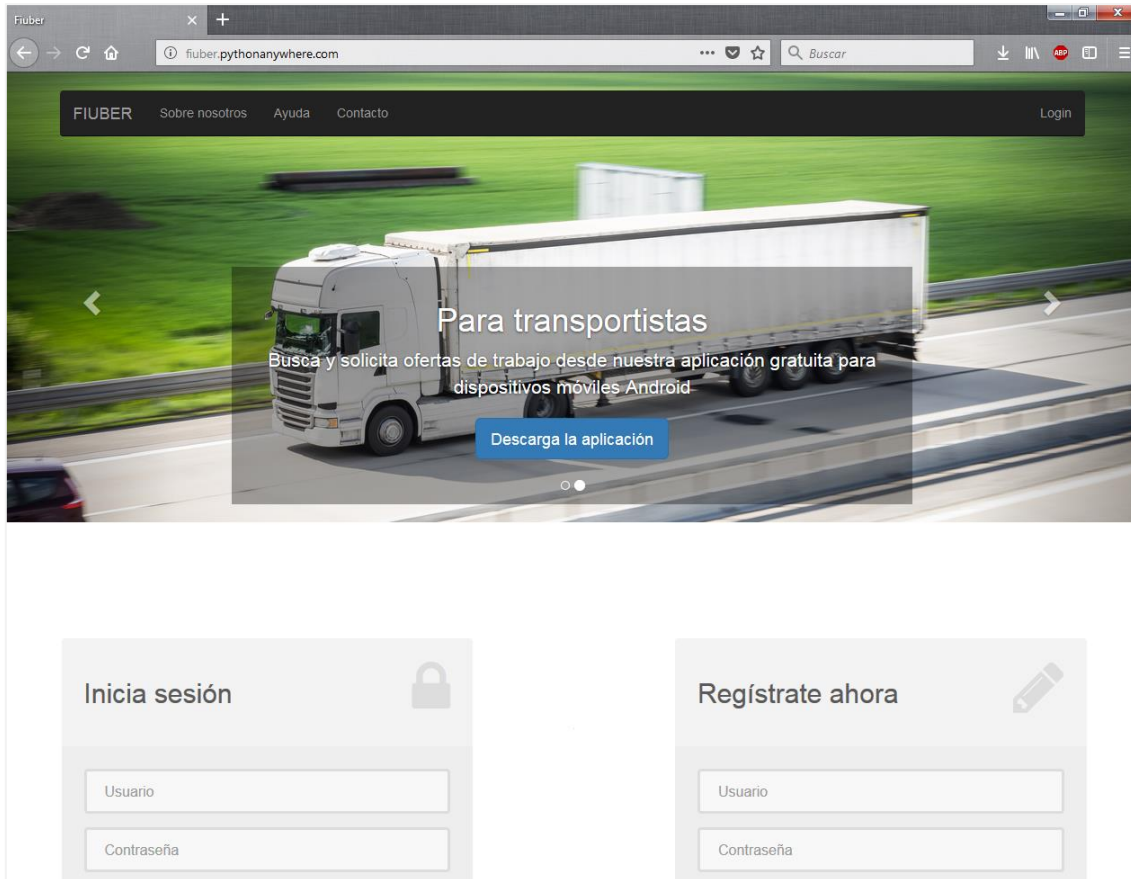 Fiuber
fiuber.pythonanywhere.com
Buscar
ABP
FIUBER Sobre nosotros Ayuda Contacto Login
Para transportistas
Busca y solicita ofertas de trabajo desde nuestra aplicación gratuita para
dispositivos móviles Android
Descarga la aplicación
Inicia sesión
Usuario
Contraseña
Regístrate ahora
Usuario
Contraseña